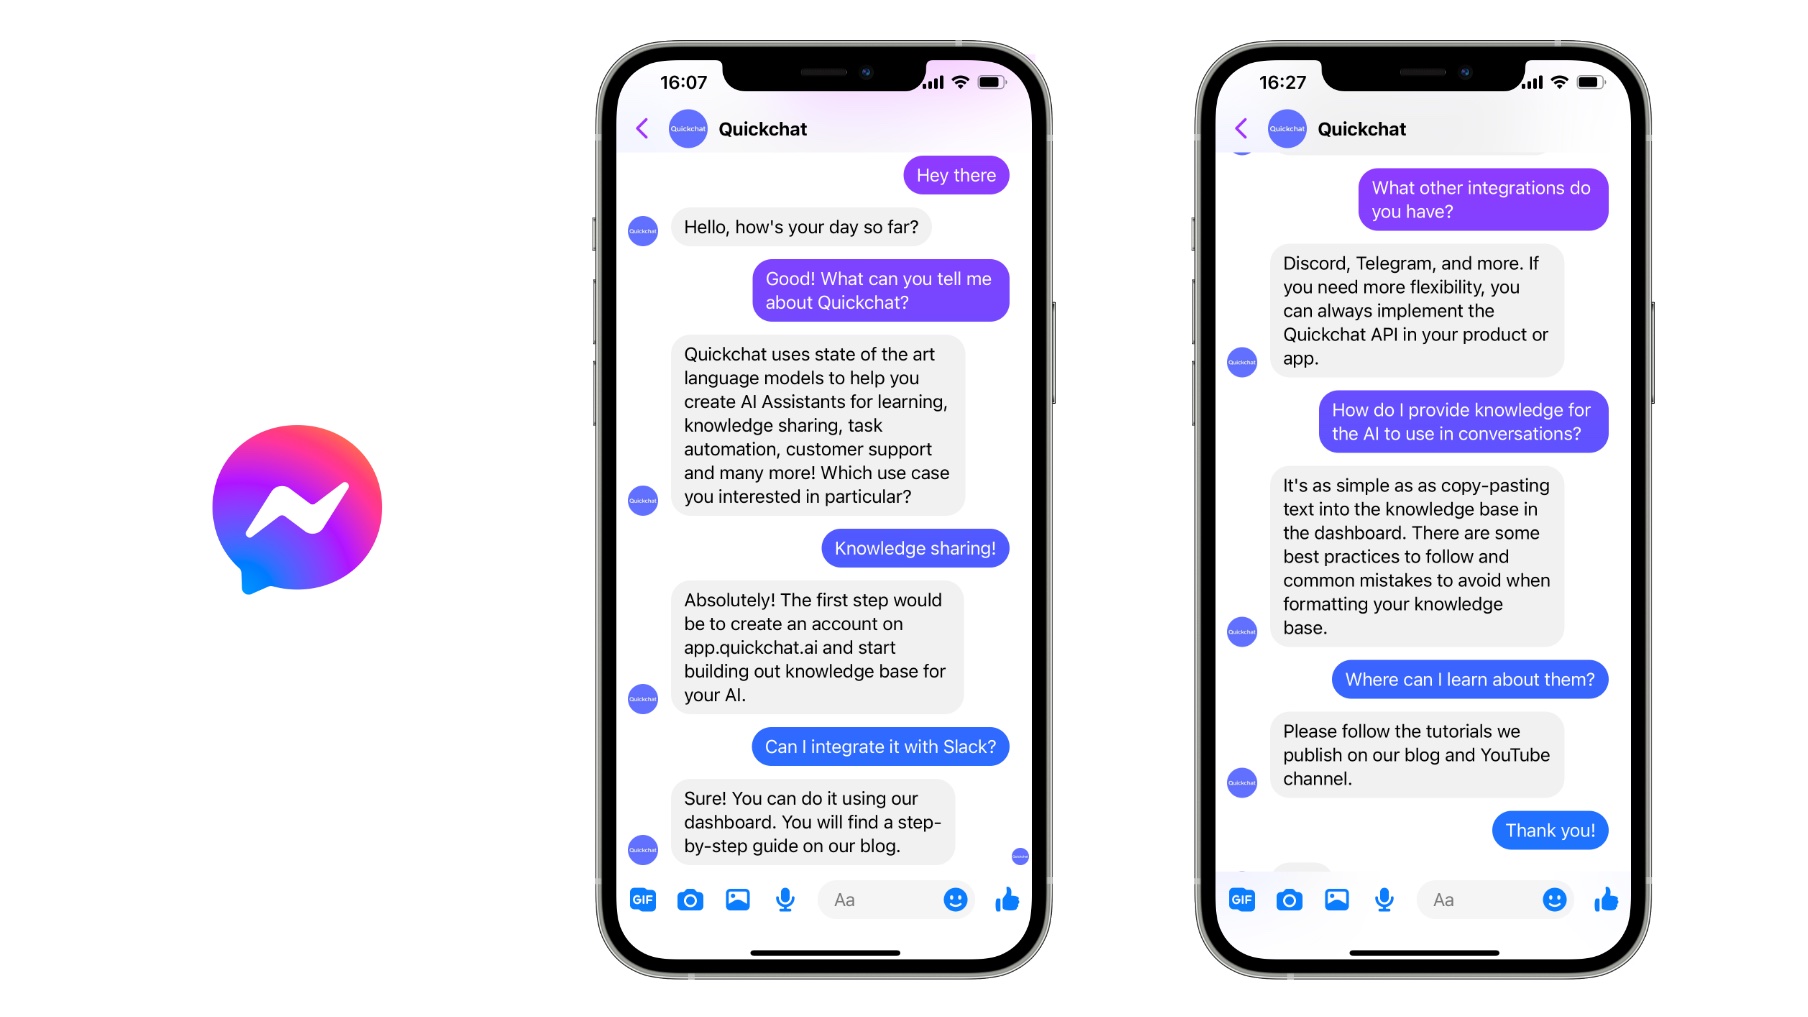 16:07
Quickchat
Quickchat
Hey there
Hello, how's your day so far?
Quickchat
Good! What can you tell me
about Quickchat?
Quickchat uses state of the art
language models to help you
create AI Assistants for learning,
knowledge sharing, task
automation, customer support
and many more! Which use case
you interested in particular?
Quickchat
Knowledge sharing!
Absolutely! The first step would
be to create an account on
app.quickchat.ai and start
building out knowledge base for
your AI.
Quickchat
Can I integrate it with Slack?
Sure! You can do it using our
dashboard. You will find a step-
by-step guide on our blog.
Quickchat
GIF
Aa
16:27
Quickchat
Quickchat
What other integrations do
you have?
Discord, Telegram, and more. If
you need more flexibility, you
can always implement the
Quickchat API in your product or
app.
Quickchat
How do I provide knowledge for
the AI to use in conversations?
It's as simple as as copy-pasting
text into the knowledge base in
the dashboard. There are some
best practices to follow and
common mistakes to avoid when
formatting your knowledge
base.
Quickchat
Where can I learn about them?
Please follow the tutorials we
publish on our blog and YouTube
channel.
Quickchat
Thank you!
GIF
Aa